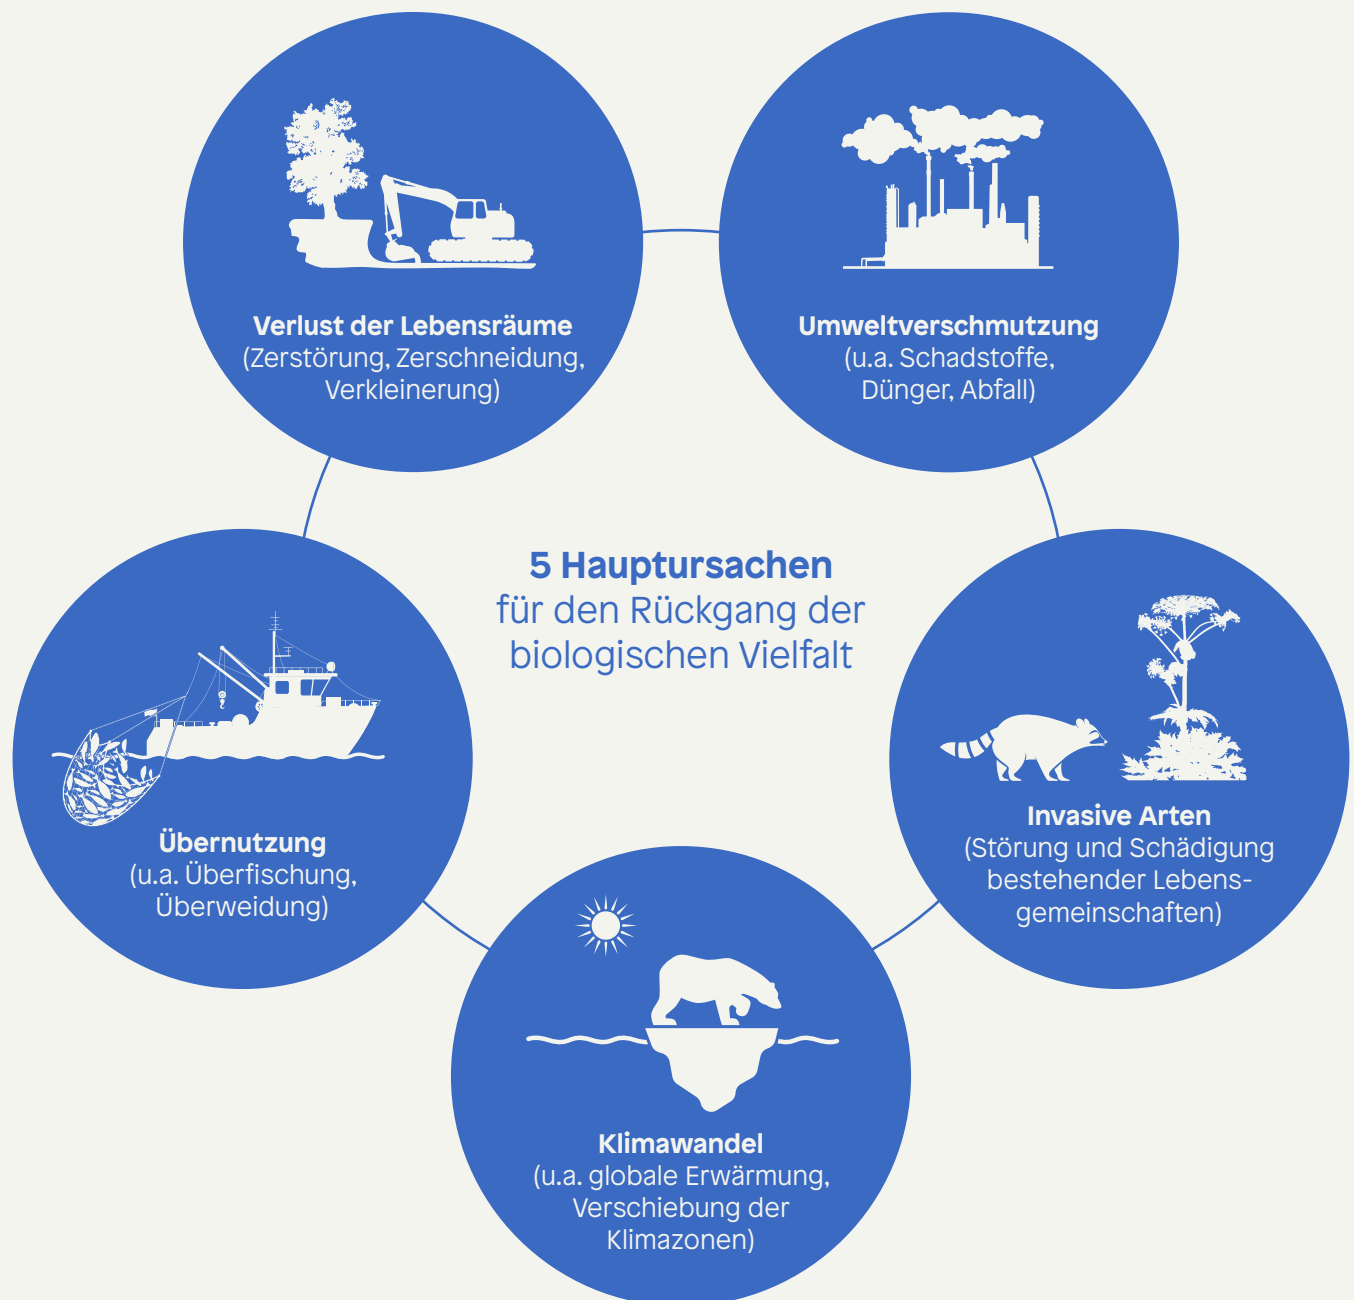 Verlust der Lebensräume
(Zerstörung, Zerschneidung,
Verkleinerung)
Umweltverschmutzung
(u.a. Schadstoffe,
Dünger, Abfall)
5 Hauptursachen
für den Rückgang der
biologischen Vielfalt
Übernutzung
(u.a. Überfischung,
Überweidung)
Invasive Arten
(Störung und Schädigung
bestehender Lebens-
gemeinschaften)
Klimawandel
(u.a. globale Erwärmung,
Verschiebung der
Klimazonen)